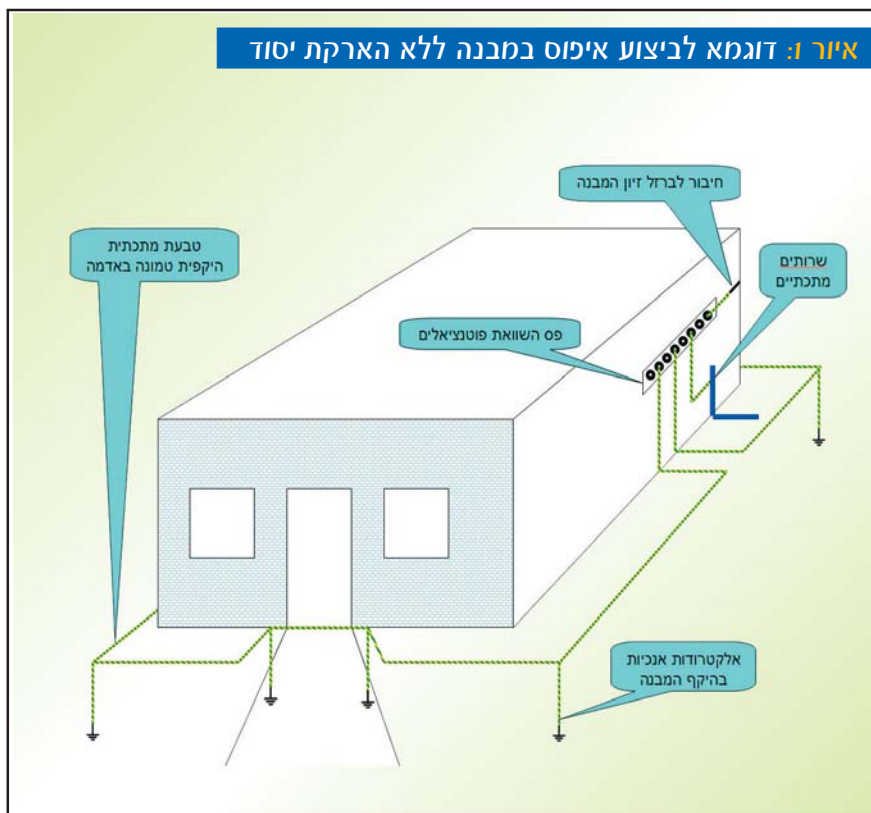 איור 1: דוגמא לביצוע איפוס במבנה ללא הארקת יסוד
חיבור לברזל זיון המבנה
שרותים
מתכתיים
טבעת מתכתית
היקפית טמונה באדמה
פס השוואת פוטנציאלים
אלקטרודות אנכיות
בהיקף המבנה